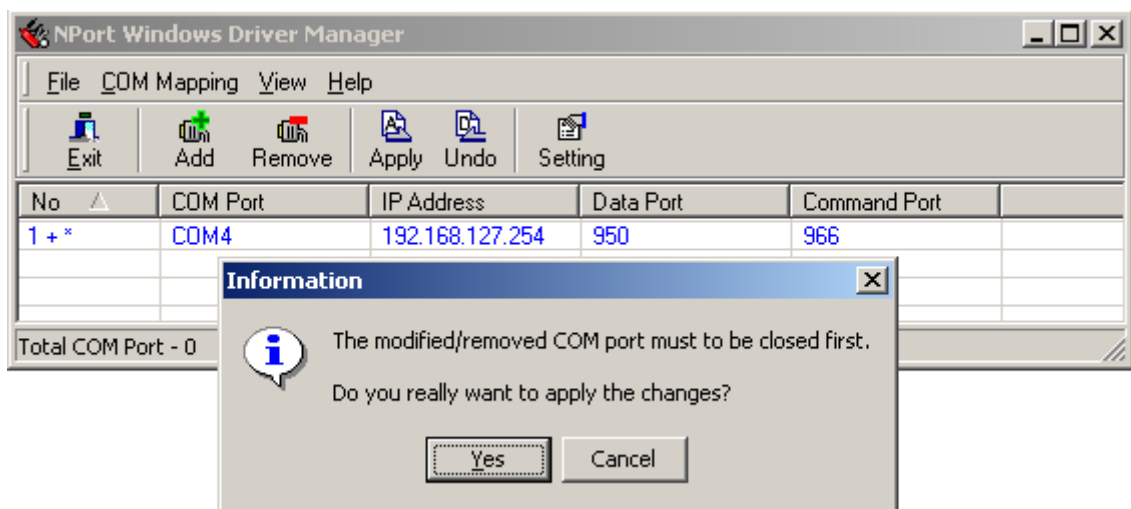 NPort Windows Driver Manager
File COM Mapping View Help
Exit Add Remove Apply Undo Setting
No COM Port IP Address Data Port Command Port
1 + * COM4 192.168.127.254 950 966
Information
The modified/removed COM port must to be closed first.
Do you really want to apply the changes?
Yes Cancel
Total COM Port - 0